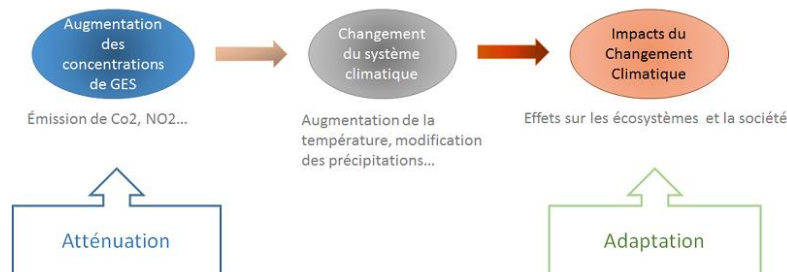 Augmentation
des
concentrations
de GES
Changement
du système
climatique
Impacts du
Changement
Climatique
Émission de Co2, NO2...
Augmentation de la
température, modification
des précipitations...
Effets sur les écosystèmes et la société
Atténuation
Adaptation